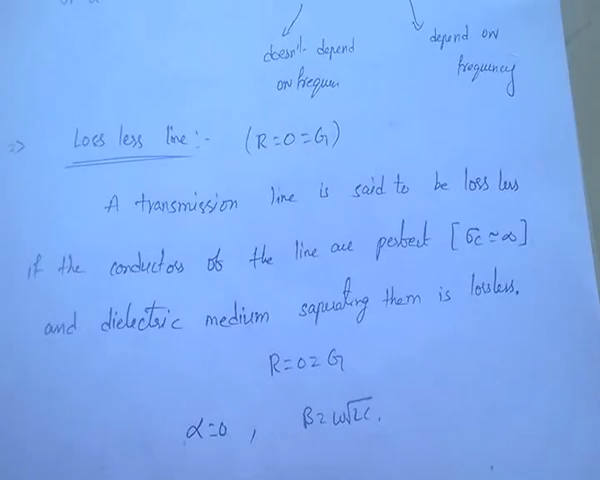 doesn't depend
on frequen
depend on
frequency
=> Loss less line :- (R=0=G)
A transmission line is said to be loss less
if the conductors of the line are perfect [σc ≃ ∞]
and dielectric medium saparating them is lossless.
R=0=G
α=0 , β=ω√LC.